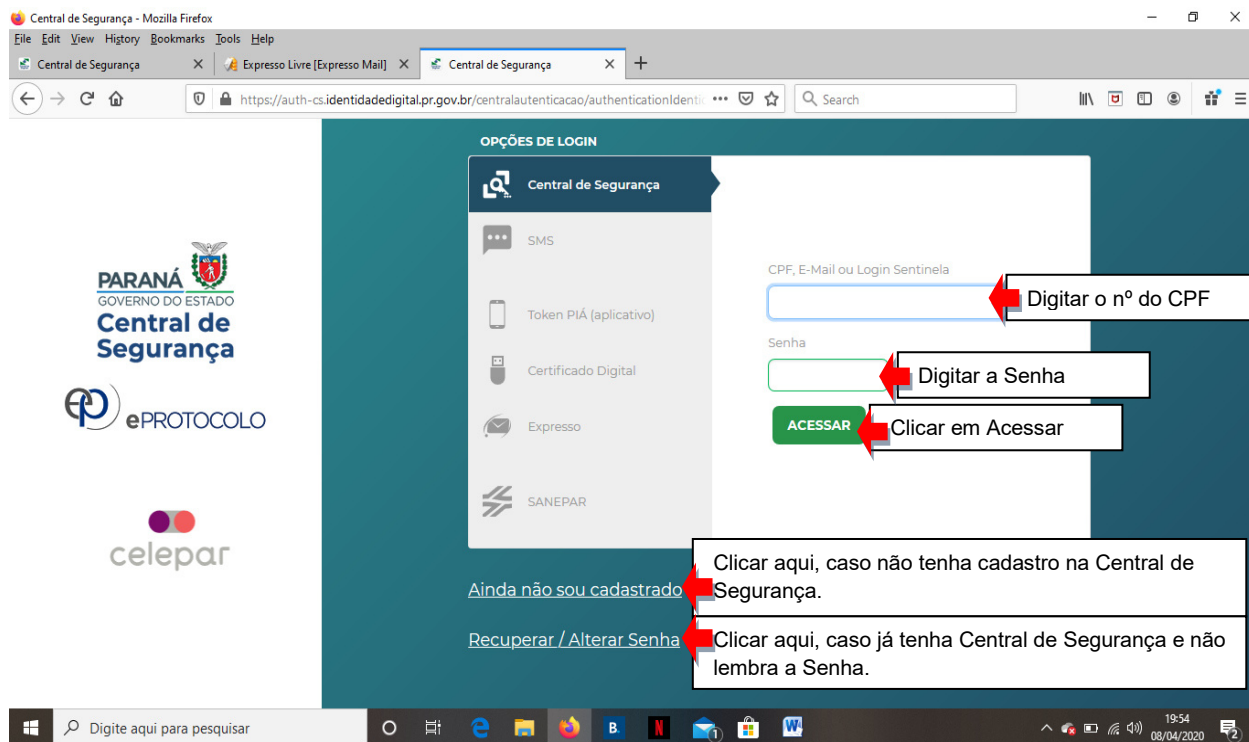 Central de Segurança - Mozilla Firefox
File Edit View History Bookmarks Tools Help
Central de Segurança
Expresso Livre [Expresso Mail]
Central de Segurança
https://auth-cs.identidadedigital.pr.gov.br/centralautenticacao/authenticationIdenti
Search
OPÇÕES DE LOGIN
Central de Segurança
SMS
Token PIÁ (aplicativo)
Certificado Digital
Expresso
SANEPAR
PARANÁ
GOVERNO DO ESTADO
Central de
Segurança
ep ePROTOCOLO
celepar
CPF, E-Mail ou Login Sentinela
Digitar o nº do CPF
Senha
Digitar a Senha
ACESSAR
Clicar em Acessar
Ainda não sou cadastrado
Clicar aqui, caso não tenha cadastro na Central de
Segurança.
Recuperar / Alterar Senha
Clicar aqui, caso já tenha Central de Segurança e não
lembra a Senha.
Digite aqui para pesquisar
B.
N
1
W
19:54
08/04/2020
2